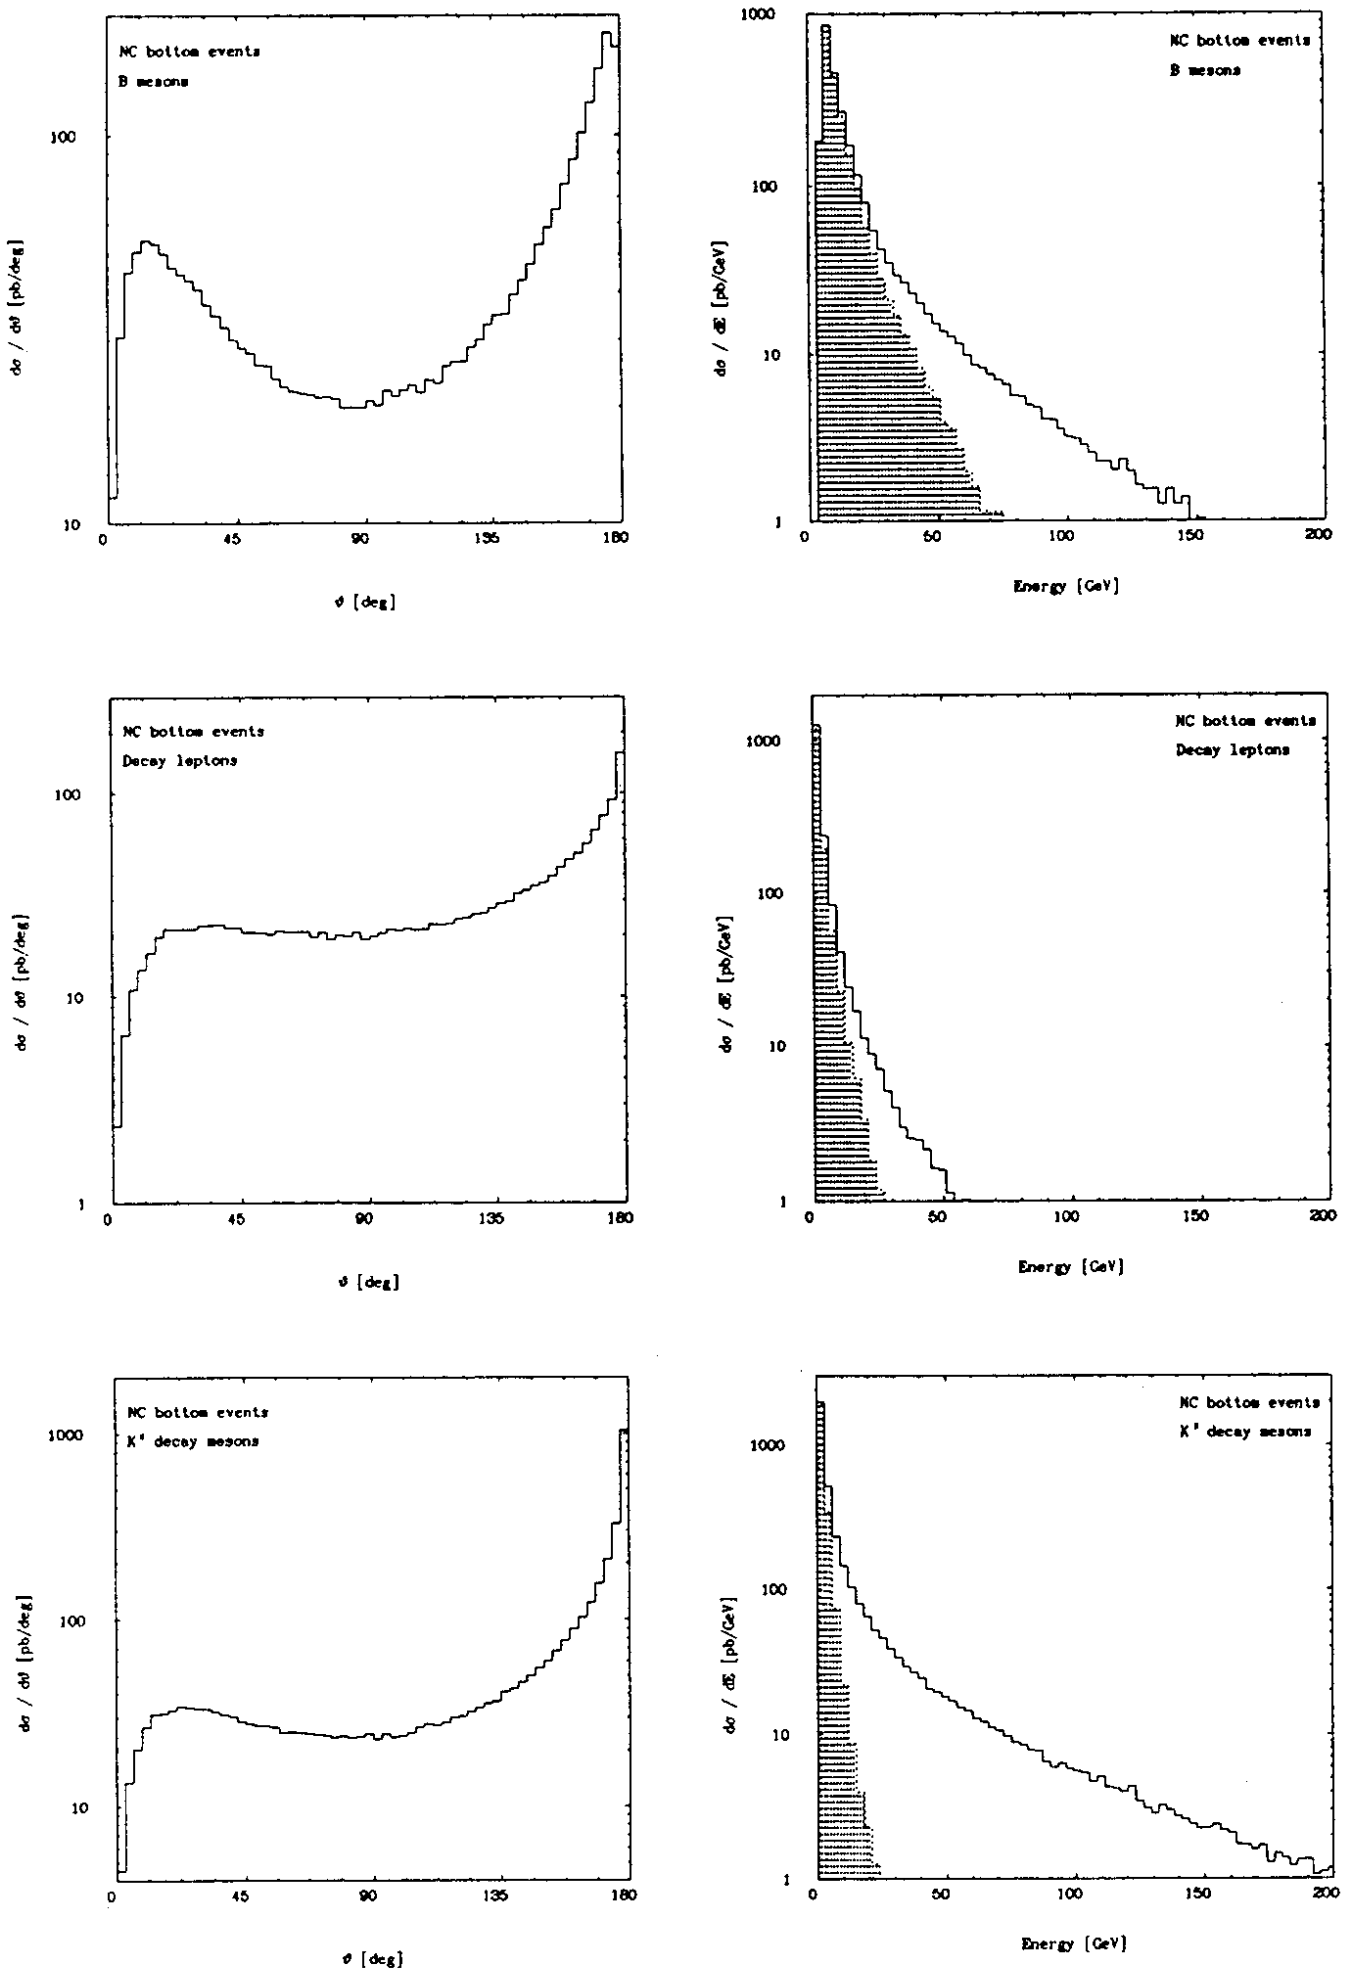 NC bottom events
B mesons
100
10
0 45 90 135 180
dσ / dϑ [pb/deg]
ϑ [deg]
1000
NC bottom events
B mesons
100
10
1
0 50 100 150 200
dσ / dE [pb/GeV]
Energy [GeV]
NC bottom events
Decay leptons
100
10
1
0 45 90 135 180
dσ / dϑ [pb/deg]
ϑ [deg]
NC bottom events
1000
Decay leptons
100
10
1
0 50 100 150 200
dσ / dE [pb/GeV]
Energy [GeV]
NC bottom events
1000
K' decay mesons
100
10
0 45 90 135 180
dσ / dϑ [pb/deg]
ϑ [deg]
NC bottom events
K' decay mesons
1000
100
10
1
0 50 100 150 200
dσ / dE [pb/GeV]
Energy [GeV]